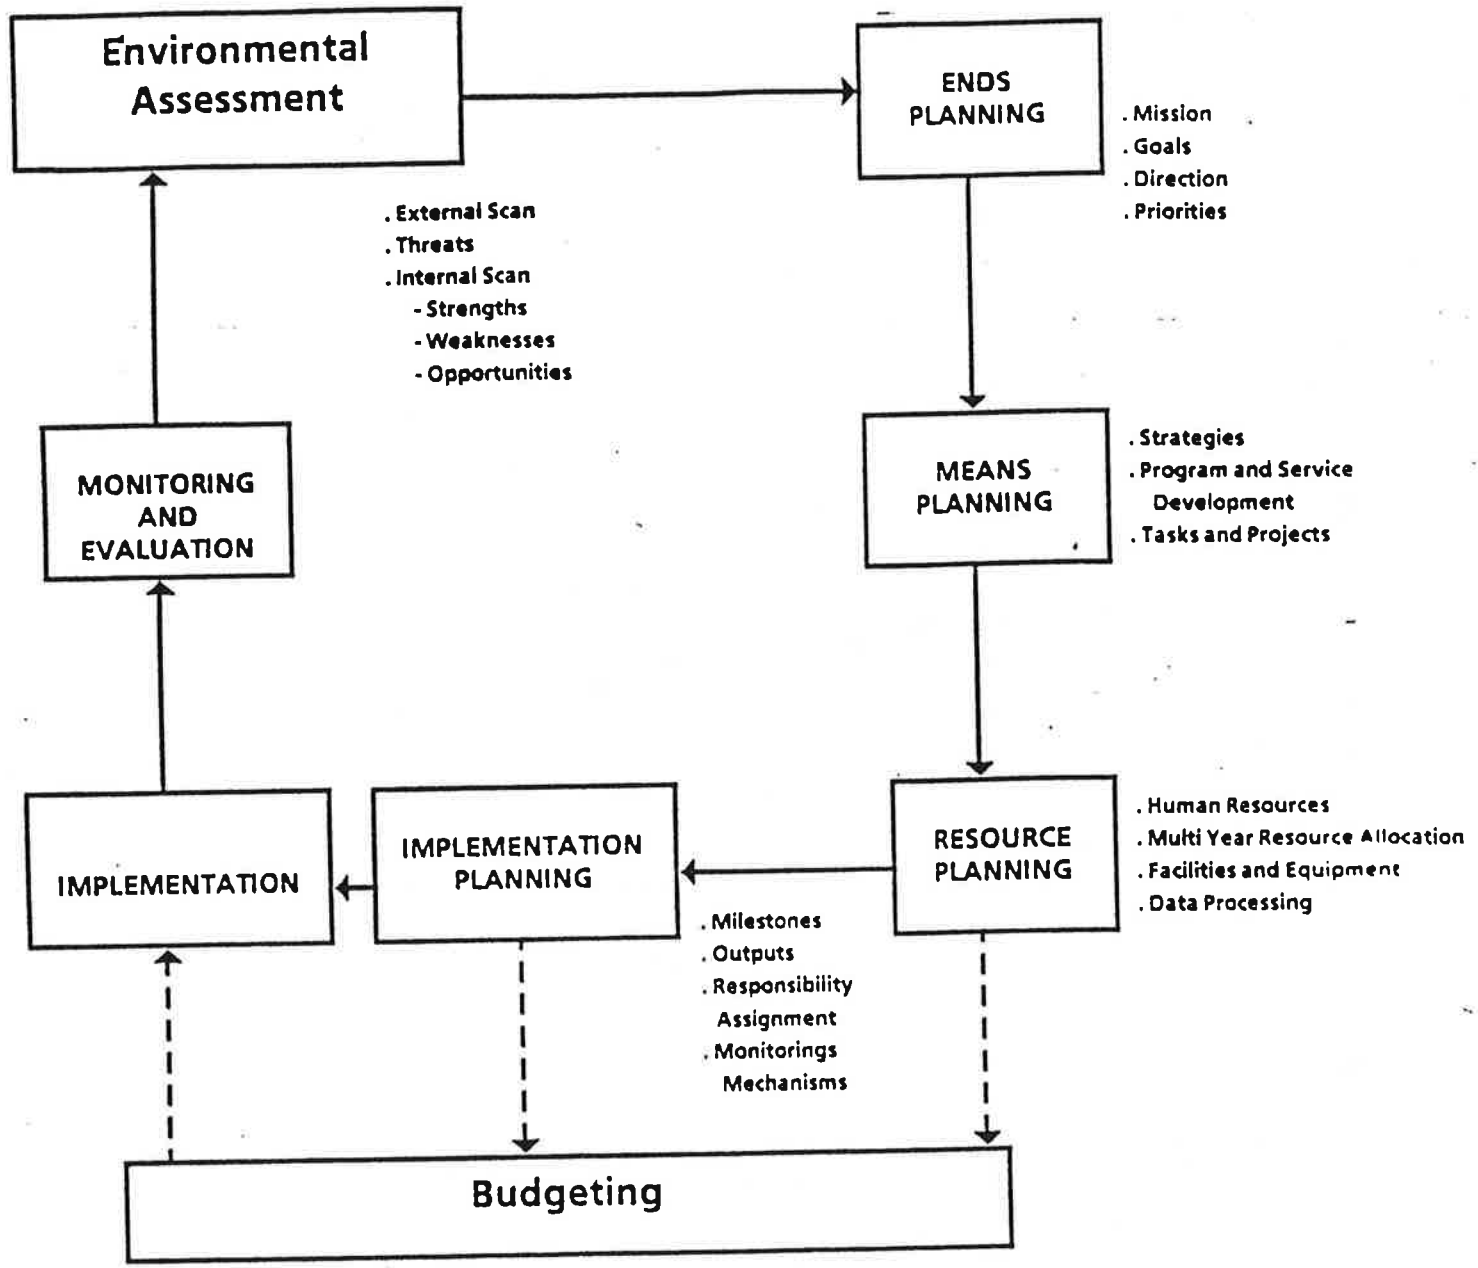 Environmental
Assessment
ENDS
PLANNING
. Mission
. Goals
. Direction
. Priorities
. External Scan
. Threats
. Internal Scan
- Strengths
- Weaknesses
- Opportunities
MEANS
PLANNING
. Strategies
. Program and Service
Development
. Tasks and Projects
MONITORING
AND
EVALUATION
RESOURCE
PLANNING
. Human Resources
. Multi Year Resource Allocation
. Facilities and Equipment
. Data Processing
IMPLEMENTATION
PLANNING
. Milestones
. Outputs
. Responsibility
Assignment
. Monitorings
Mechanisms
IMPLEMENTATION
Budgeting